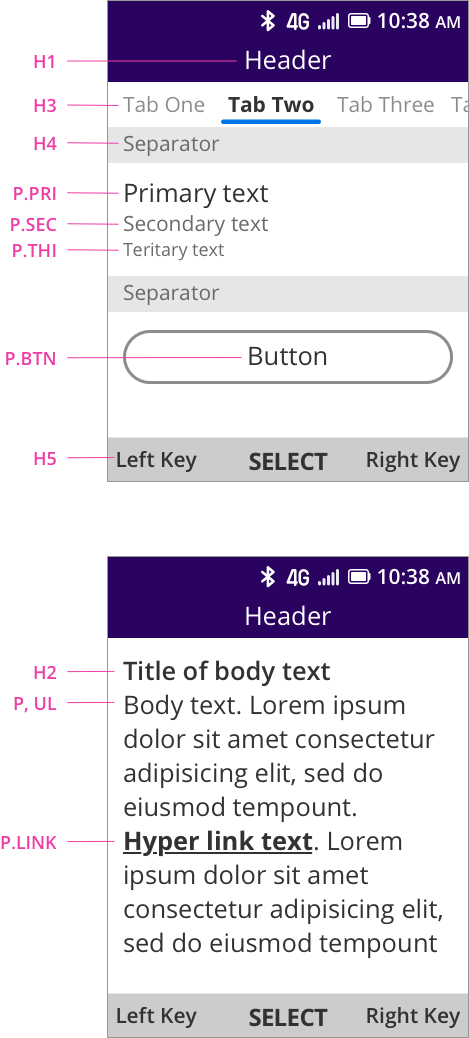 4G 10:38 AM
H1 Header
H3 Tab One Tab Two Tab Three Ta
H4 Separator
P.PRI Primary text
P.SEC Secondary text
P.THI Teritary text
Separator
P.BTN Button
H5 Left Key SELECT Right Key
4G 10:38 AM
Header
H2 Title of body text
P, UL Body text. Lorem ipsum
dolor sit amet consectetur
adipisicing elit, sed do
eiusmod tempount.
P.LINK Hyper link text. Lorem
ipsum dolor sit amet
consectetur adipisicing elit,
sed do eiusmod tempount
Left Key SELECT Right Key